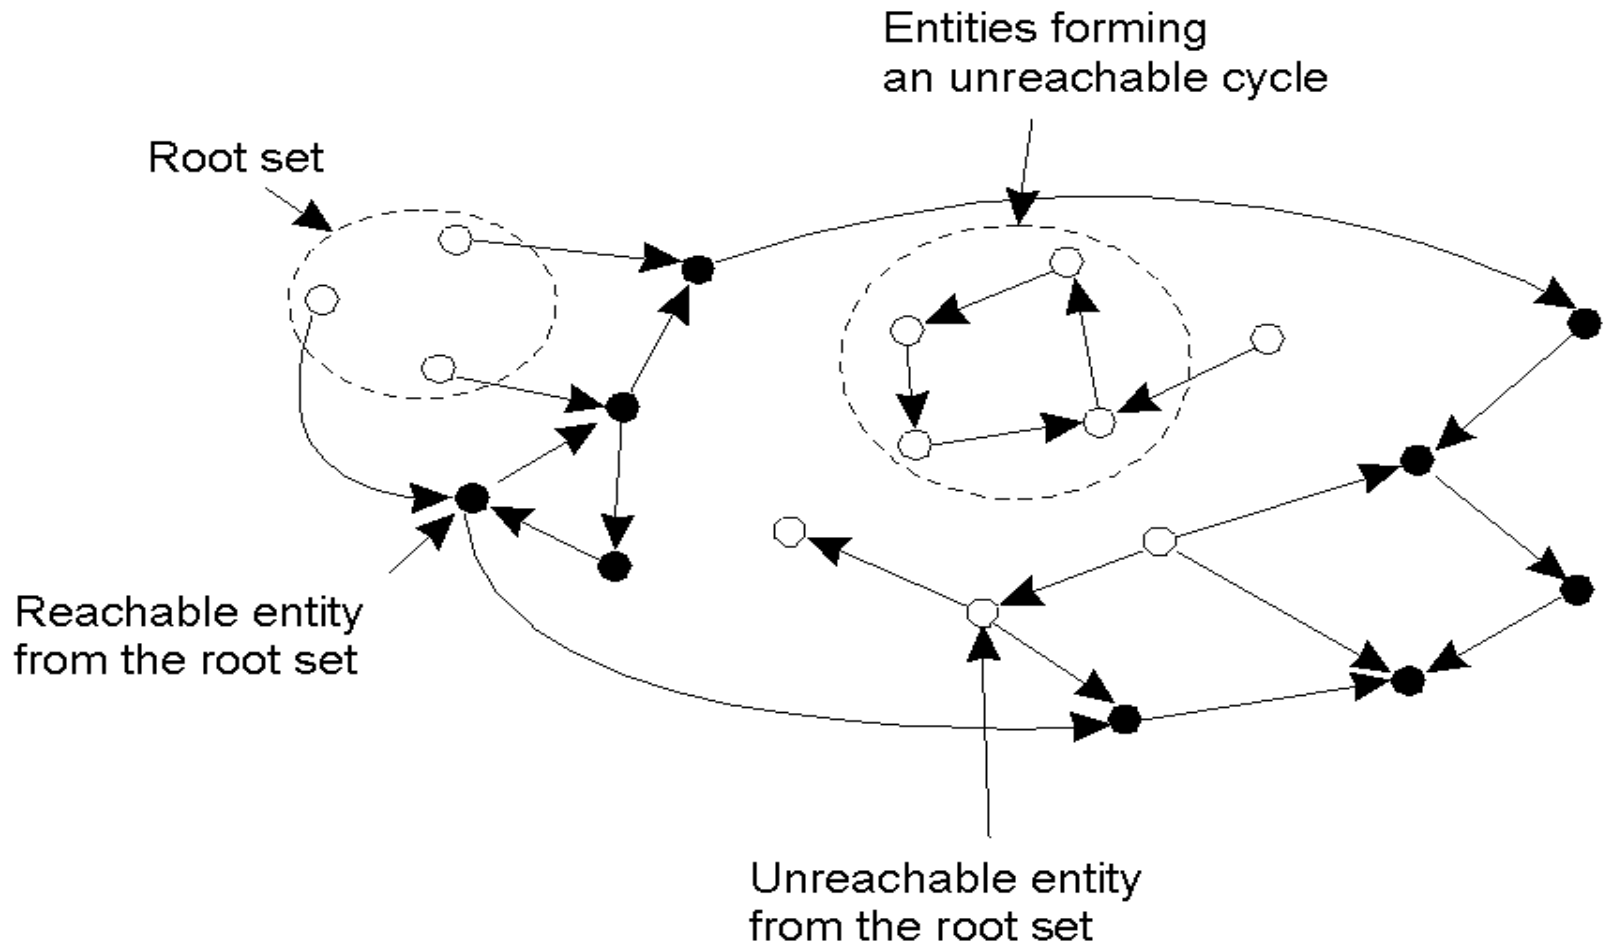 Entities forming
an unreachable cycle
Root set
Reachable entity
from the root set
Unreachable entity
from the root set